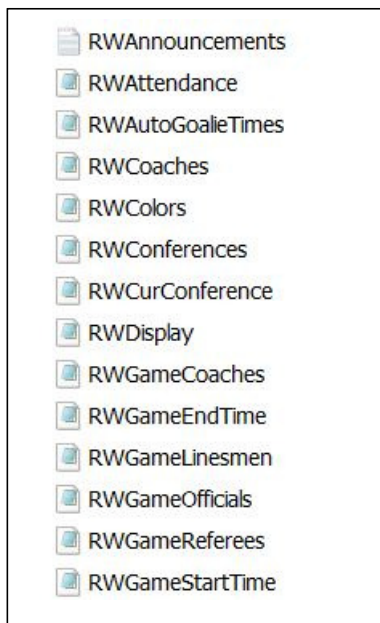 RWAnnouncements
RWAttendance
RWAutoGoalieTimes
RWCoaches
RWColors
RWConferences
RWCurConference
RWDisplay
RWGameCoaches
RWGameEndTime
RWGameLinesmen
RWGameOfficials
RWGameReferees
RWGameStartTime